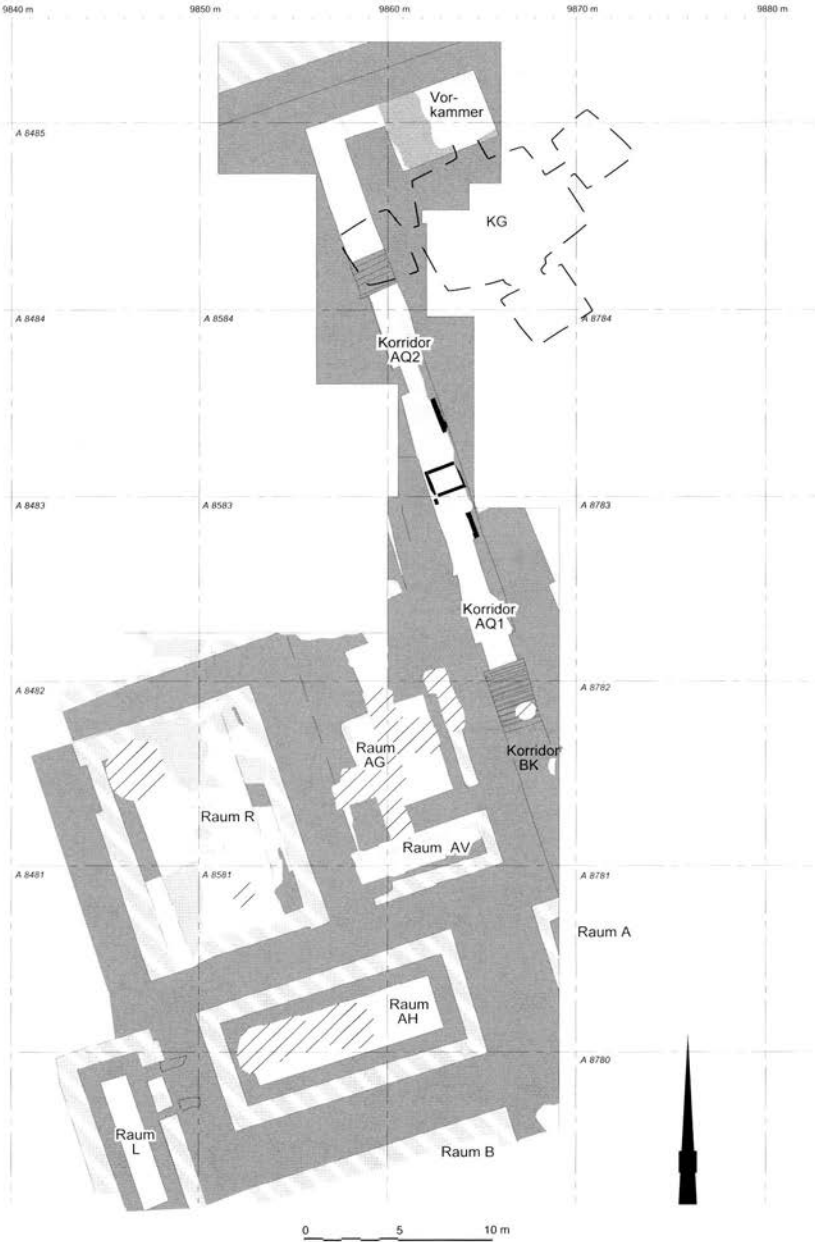 9840 m 9850 m 9860 m 9870 m 9880 m
Vor-
kammer
A 8485
KG
A 8484 A 8584 A 8784
Korridor
AQ2
A 8483 A 8583 A 8783
Korridor
AQ1
A 8482 A 8782
Raum
AG
Korridor
BK
Raum R
Raum AV
A 8481 A 8581 A 8781
Raum A
Raum
AH
A 8780
Raum
L
Raum B
0 5 10 m